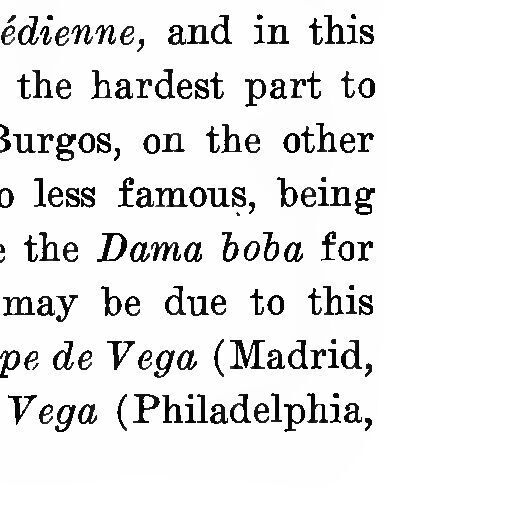 édienne, and in this
the hardest part to
Burgos, on the other
o less famous, being
e the Dama boba for
may be due to this
pe de Vega (Madrid,
Vega (Philadelphia,